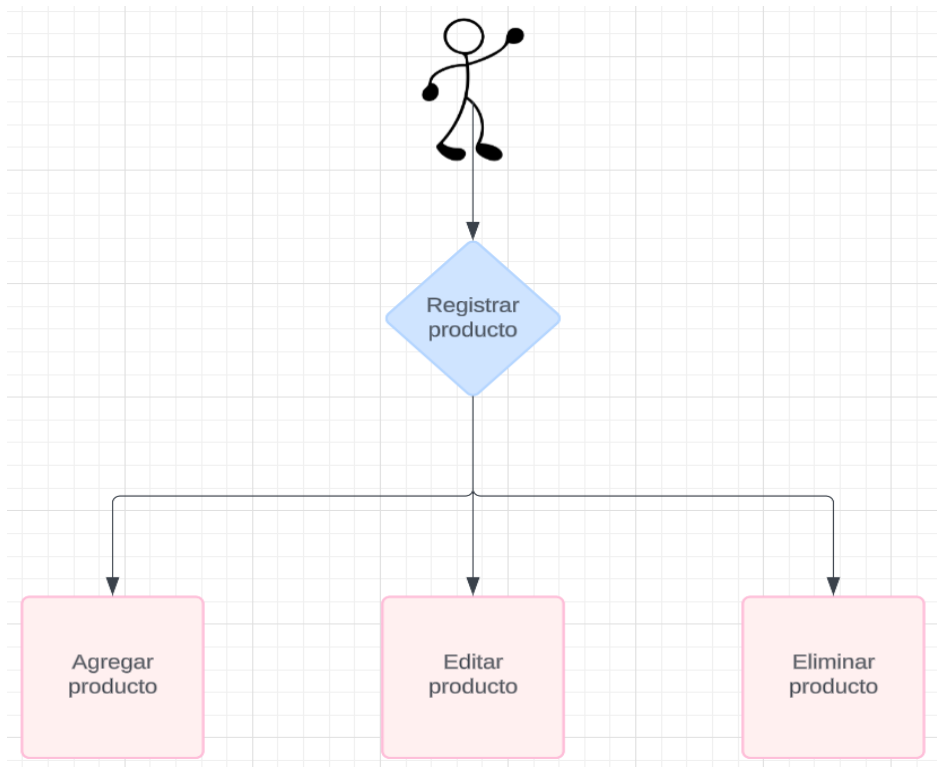 Registrar
producto
Agregar
producto
Editar
producto
Eliminar
producto